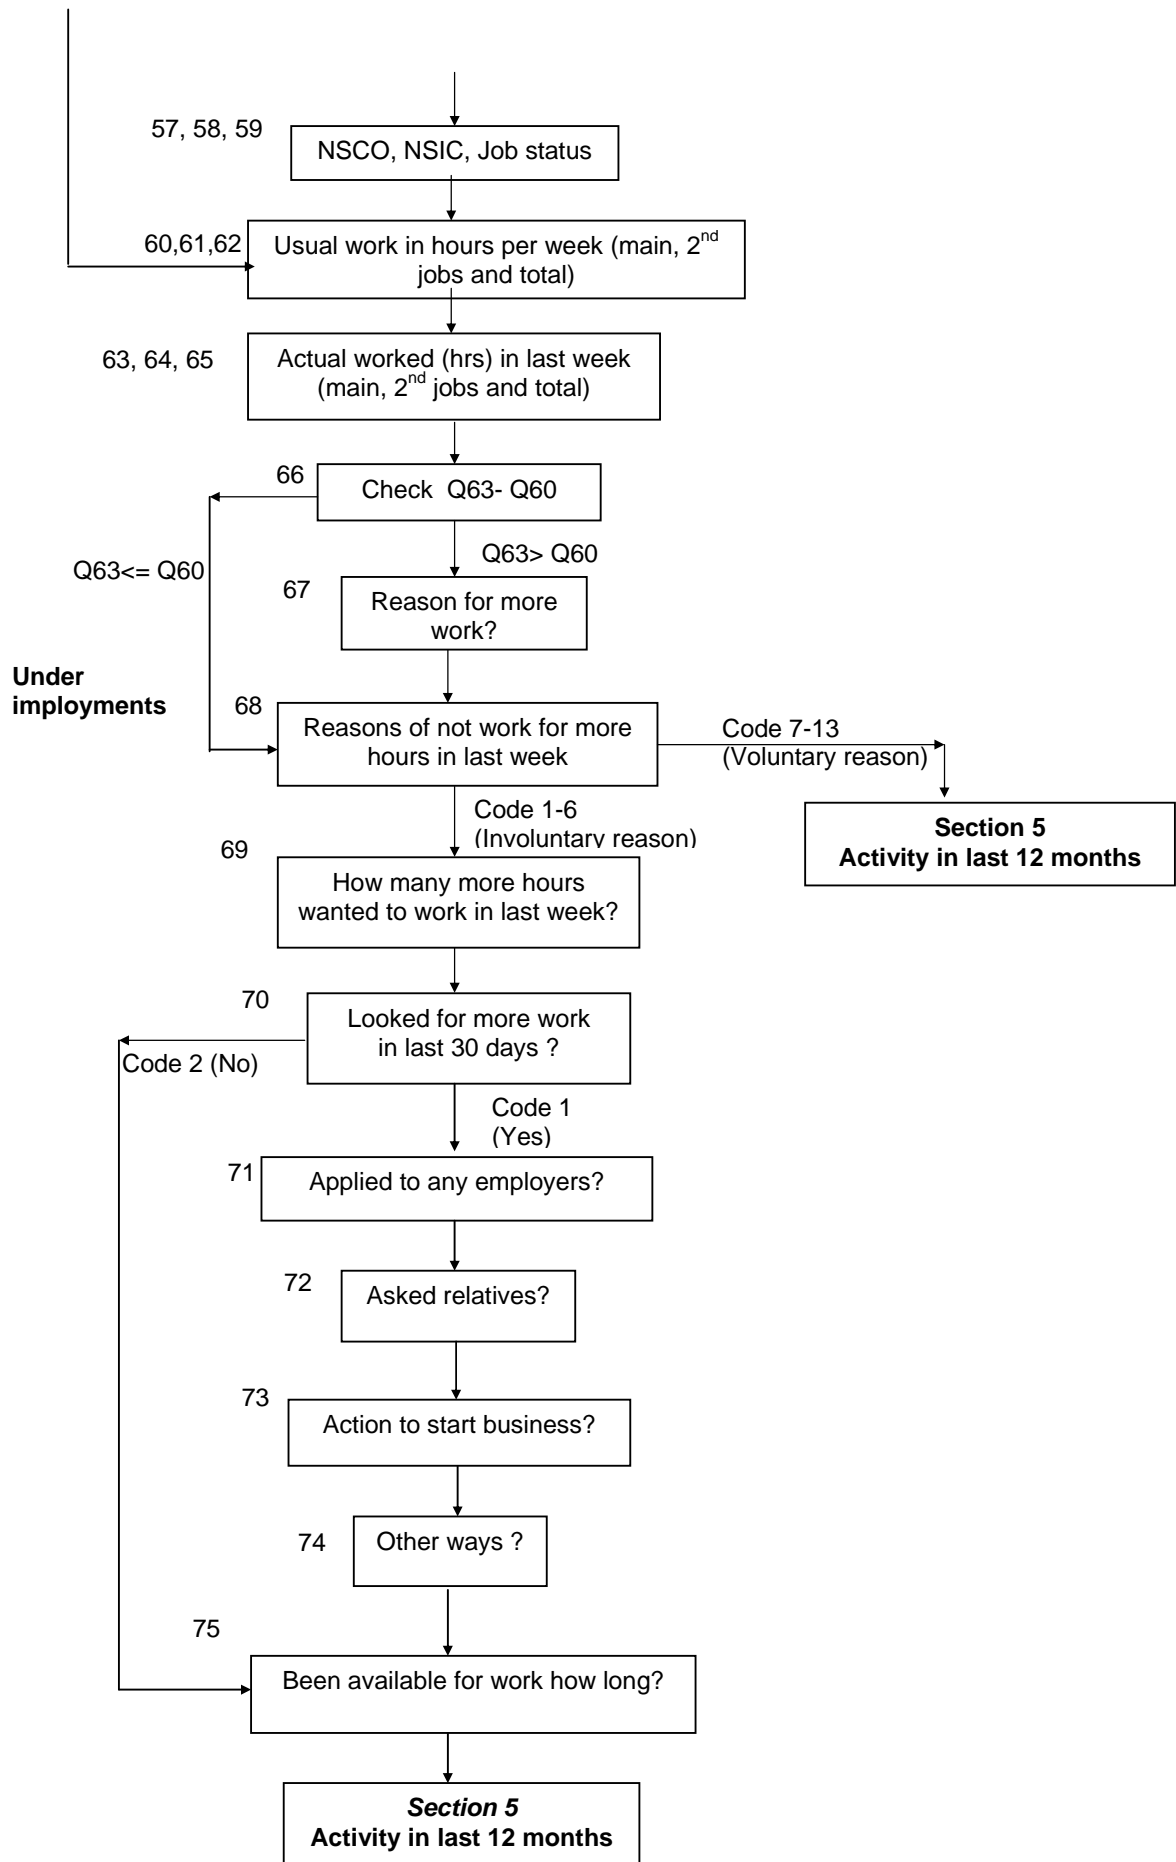 57, 58, 59
NSCO, NSIC, Job status
60,61,62
Usual work in hours per week (main, 2nd
jobs and total)
63, 64, 65
Actual worked (hrs) in last week
(main, 2nd jobs and total)
66
Check Q63- Q60
Q63<= Q60
Q63> Q60
67
Reason for more
work?
Under
imployments
68
Reasons of not work for more
hours in last week
Code 7-13
(Voluntary reason)
Section 5
Activity in last 12 months
Code 1-6
(Involuntary reason)
69
How many more hours
wanted to work in last week?
70
Looked for more work
in last 30 days ?
Code 2 (No)
Code 1
(Yes)
71
Applied to any employers?
72
Asked relatives?
73
Action to start business?
74
Other ways ?
75
Been available for work how long?
Section 5
Activity in last 12 months